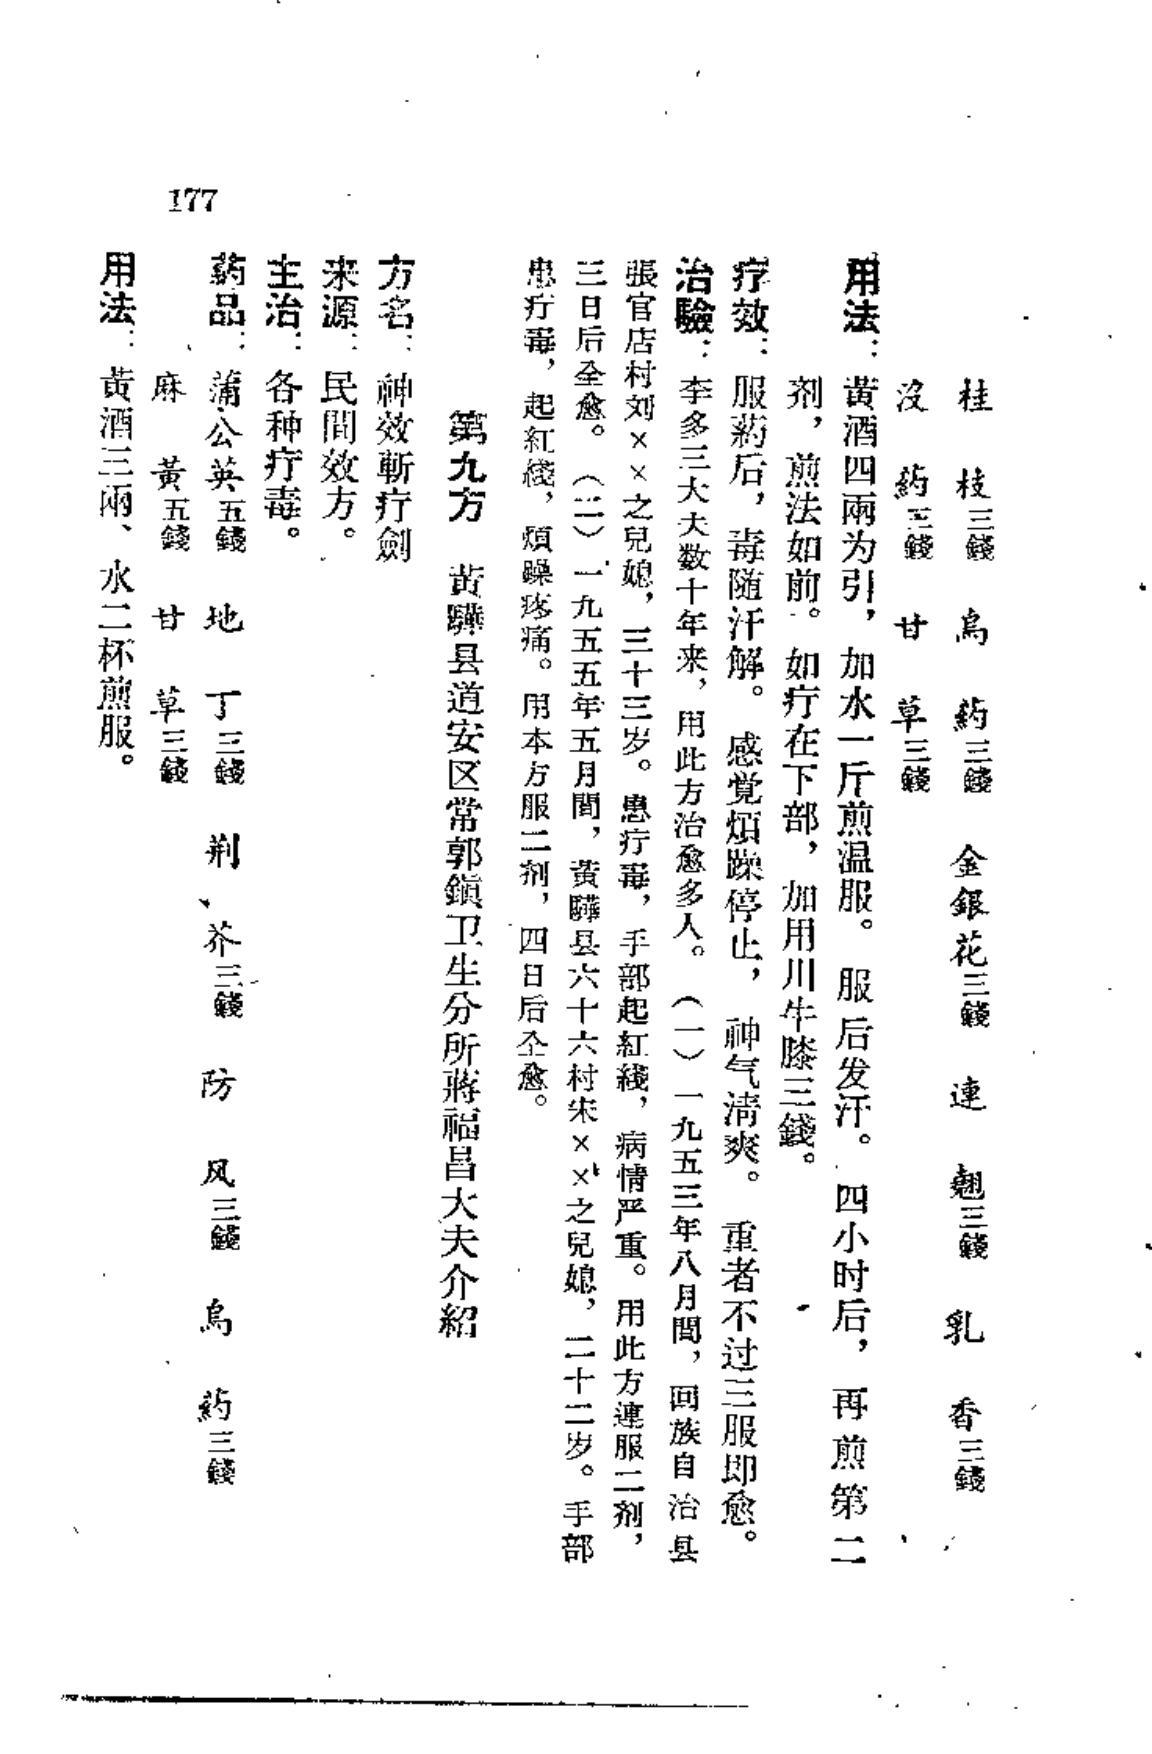 桂枝三錢 烏药三錢 金銀花三錢 連翹三錢 乳香三錢
沒药三錢 甘草三錢
用法：黃酒四兩为引，加水一斤煎温服。服后发汗。四小时后，再煎第二
剂，煎法如前。如疔在下部，加用川牛膝三錢。
疗效：服药后，毒随汗解。感觉煩躁停止，神气清爽。重者不过三服即愈。
治驗：李多三大夫数十年来，用此方治愈多人。（一）一九五三年八月間，回族自治县
張官店村刘××之兒媳，三十三岁。患疔毒，手部起紅綫，病情严重。用此方連服二剂，
三日后全愈。（二）一九五五年五月間，黃驊县六十六村宋××之兒媳，二十二岁。手部
患疔毒，起紅綫，煩躁疼痛。用本方服二剂，四日后全愈。
第九方 黃驊县道安区常郭鎭卫生分所蔣福昌大夫介紹
方名：神效斬疔劍
来源：民間效方。
主治：各种疔毒。
药品：蒲公英五錢 地丁三錢 荆芥三錢 防风三錢 烏药三錢
麻黃五錢 甘草三錢
用法：黃酒三兩、水二杯煎服。
177